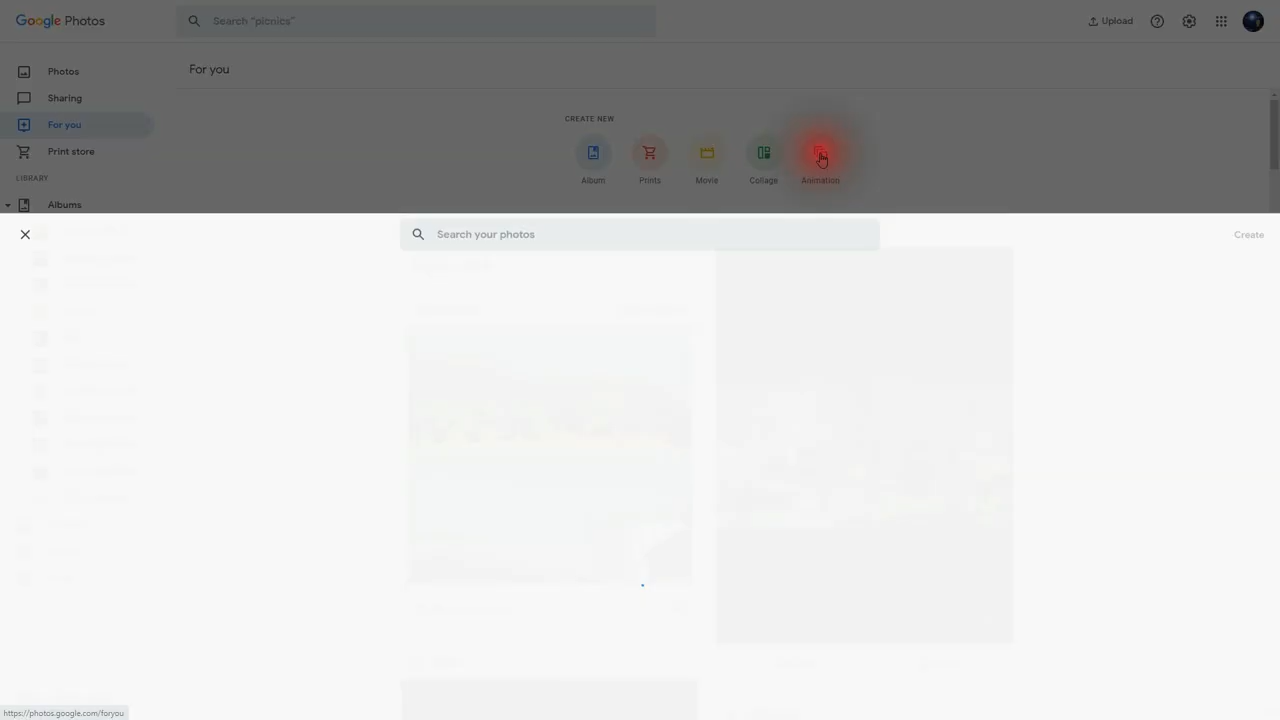 Google Photos
Search "picnics"
Upload
Photos
For you
Sharing
For you
CREATE NEW
Print store
LIBRARY
Album
Prints
Movie
Collage
Animation
Albums
Search your photos
Create
https://photos.google.com/foryou